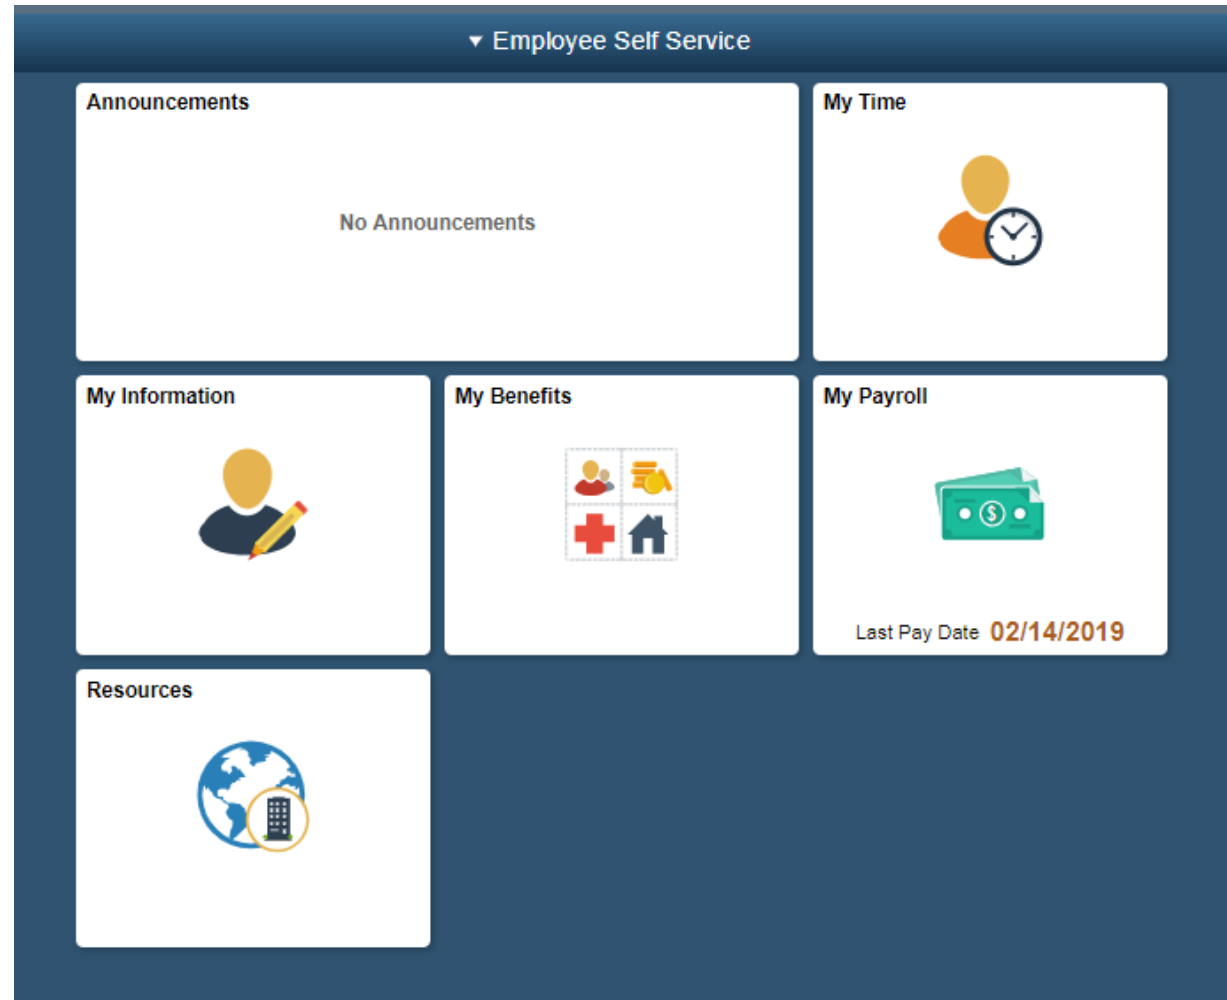 Employee Self Service
Announcements
No Announcements
My Time
My Information
My Benefits
My Payroll
Last Pay Date 02/14/2019
Resources